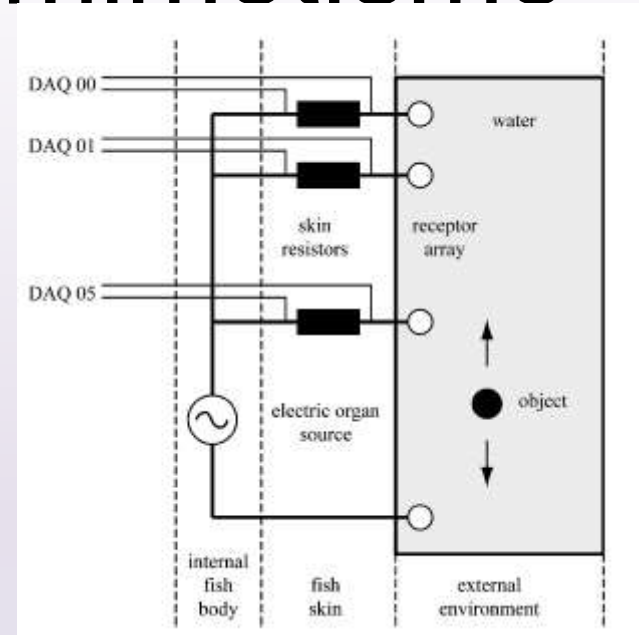 DAQ 00
water
DAQ 01
skin
resistors
receptor
array
DAQ 05
object
electric organ
source
internal
fish
body
fish
skin
external
environment